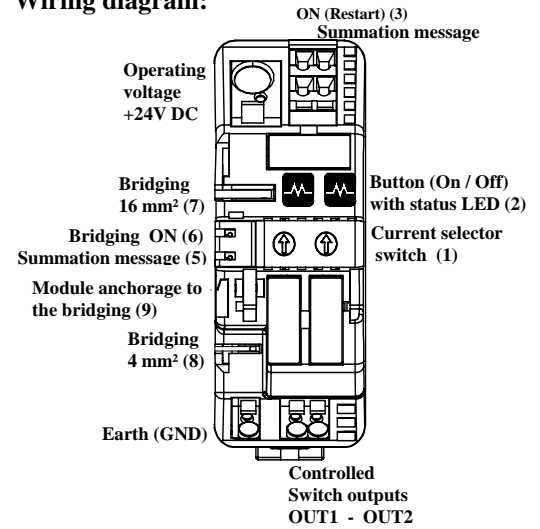 Wiring diagram:
ON (Restart) (3)
Summation message
Operating
voltage
+24V DC
Bridging
16 mm² (7)
Button (On / Off)
with status LED (2)
Bridging ON (6)
Summation message (5)
Current selector
switch (1)
Module anchorage to
the bridging (9)
Bridging
4 mm² (8)
Earth (GND)
Controlled
Switch outputs
OUT1 - OUT2